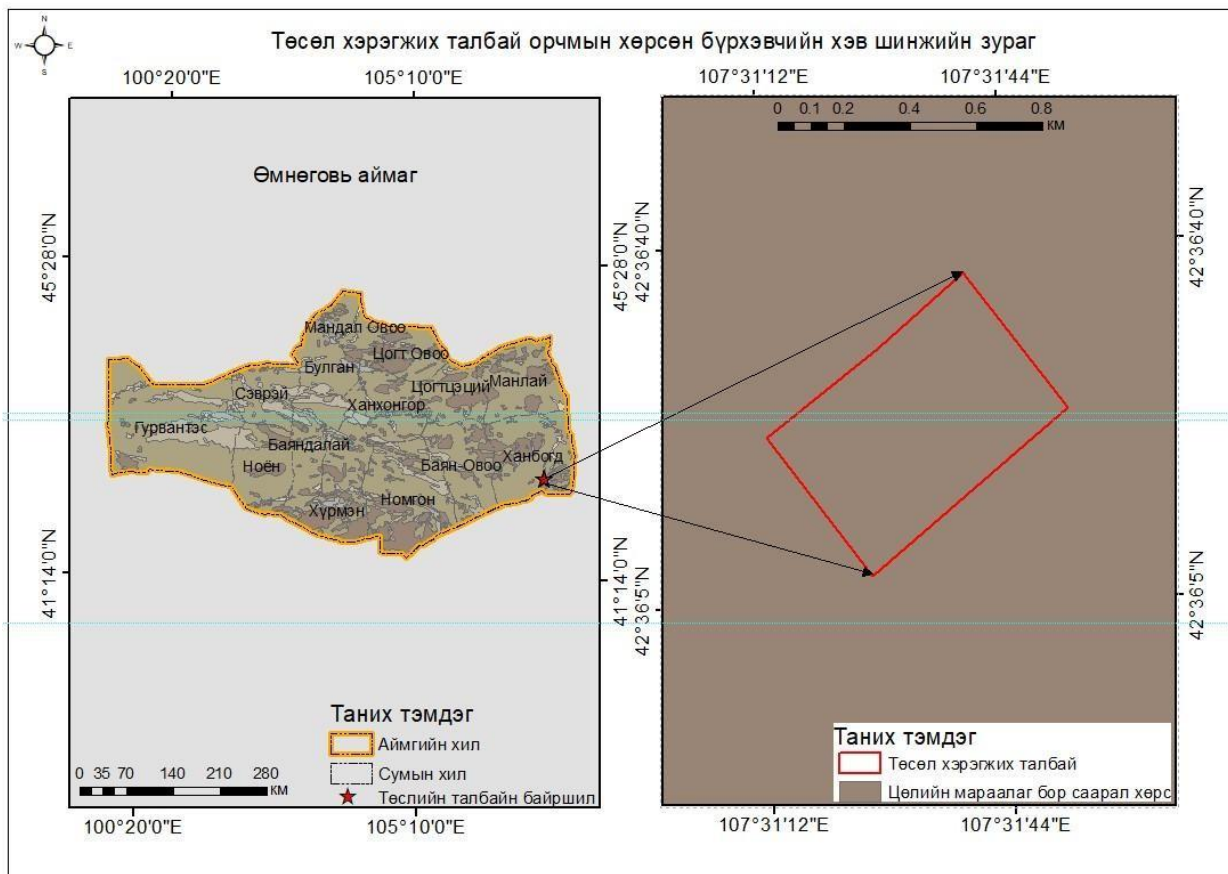 N
W E
S
Төсөл хэрэгжих талбай орчмын хөрсөн бүрхэвчийн хэв шинжийн зураг
100°20'0"E 105°10'0"E
107°31'12"E 107°31'44"E
Өмнөговь аймаг
45°28'0"N
45°28'0"N
41°14'0"N
41°14'0"N
Мандал Овоо
Цогт Овоо
Булган
Цогтцэций
Манлай
Сэврэй
Ханхонгор
Гурвантэс
Баяндалай
Ноён
Баян-Овоо
Ханбогд
Номгон
Хүрмэн
Таних тэмдэг
Аймгийн хил
Сумын хил
Төслийн талбайн байршил
0 35 70 140 210 280
КМ
100°20'0"E 105°10'0"E
0 0.1 0.2 0.4 0.6 0.8
КМ
42°36'40"N
42°36'40"N
42°36'5"N
42°36'5"N
Таних тэмдэг
Төсөл хэрэгжих талбай
Цөлийн мараалаг бор саарал хөрс
107°31'12"E 107°31'44"E